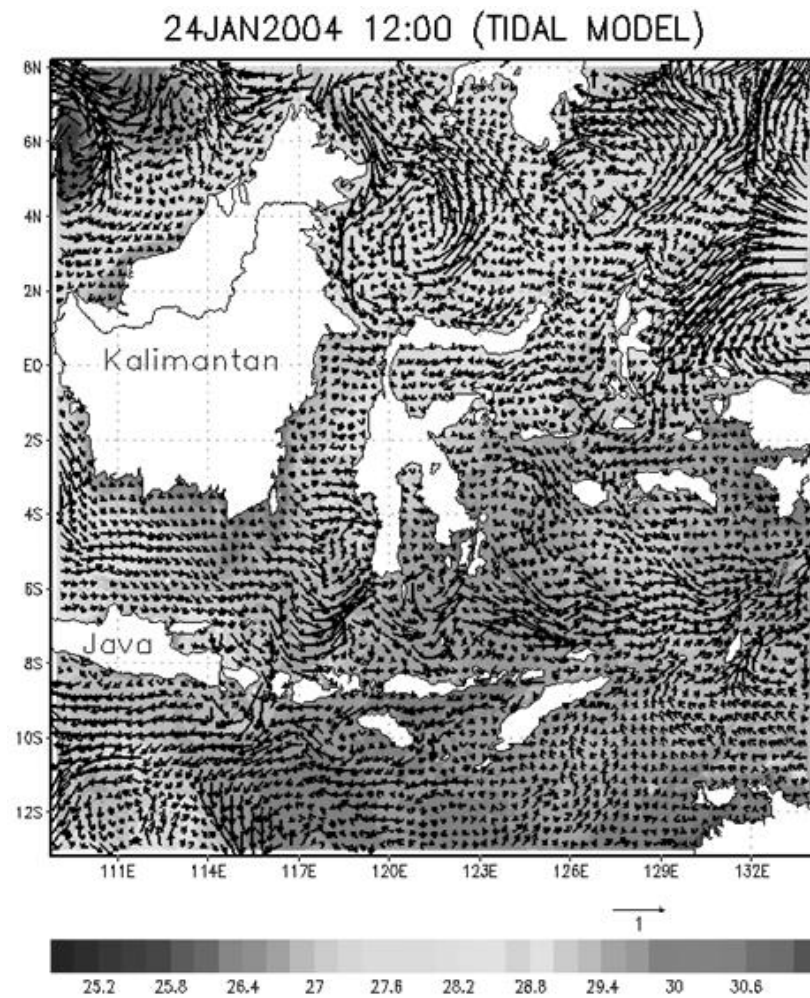 24JAN2004 12:00 (TIDAL MODEL)
8N
6N
4N
2N
EQ
Kalimantan
2S
4S
6S
Java
8S
10S
12S
111E 114E 117E 120E 123E 126E 129E 132E
1
25.2 25.8 26.4 27 27.6 28.2 28.8 29.4 30 30.6